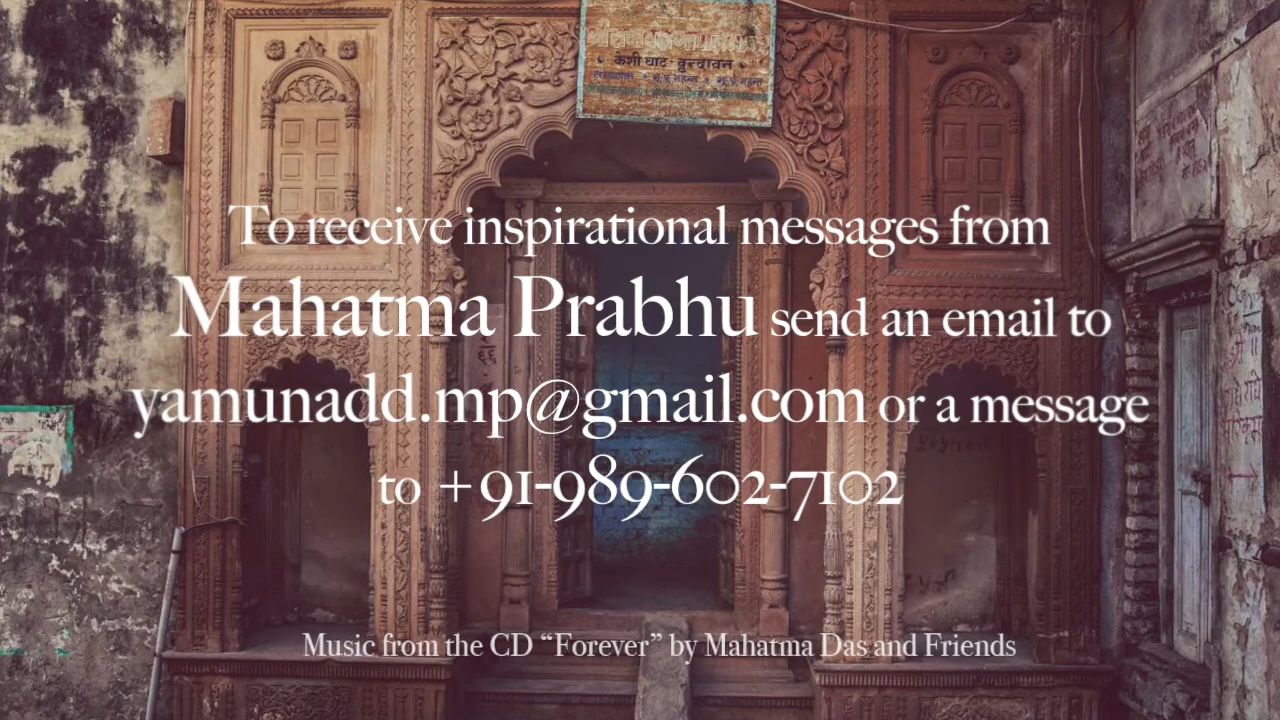 केशी घाट वृन्दावन
To receive inspirational messages from
Mahatma Prabhu send an email to
yamunadd.mp@gmail.com or a message
to +91-989-602-7102
Music from the CD “Forever” by Mahatma Das and Friends